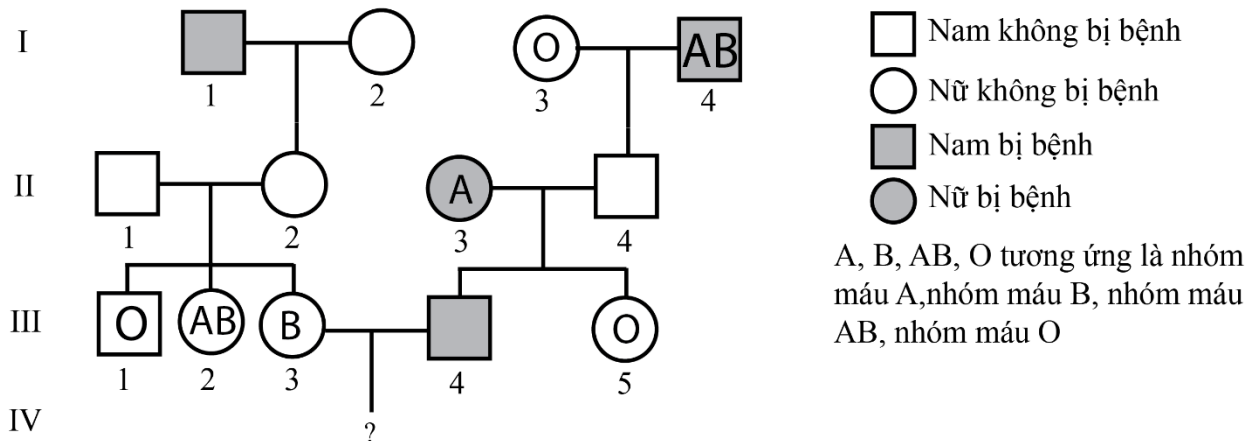 I
1
2
O
3
AB
4
Nam không bị bệnh
Nữ không bị bệnh
Nam bị bệnh
Nữ bị bệnh
II
1
2
A
3
4
A, B, AB, O tương ứng là nhóm
máu A,nhóm máu B, nhóm máu
AB, nhóm máu O
III
O
1
AB
2
B
3
4
O
5
IV
?